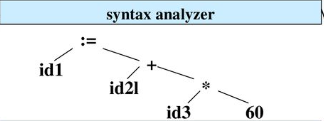 syntax analyzer
:=
id1 +
id2l *
id3 60